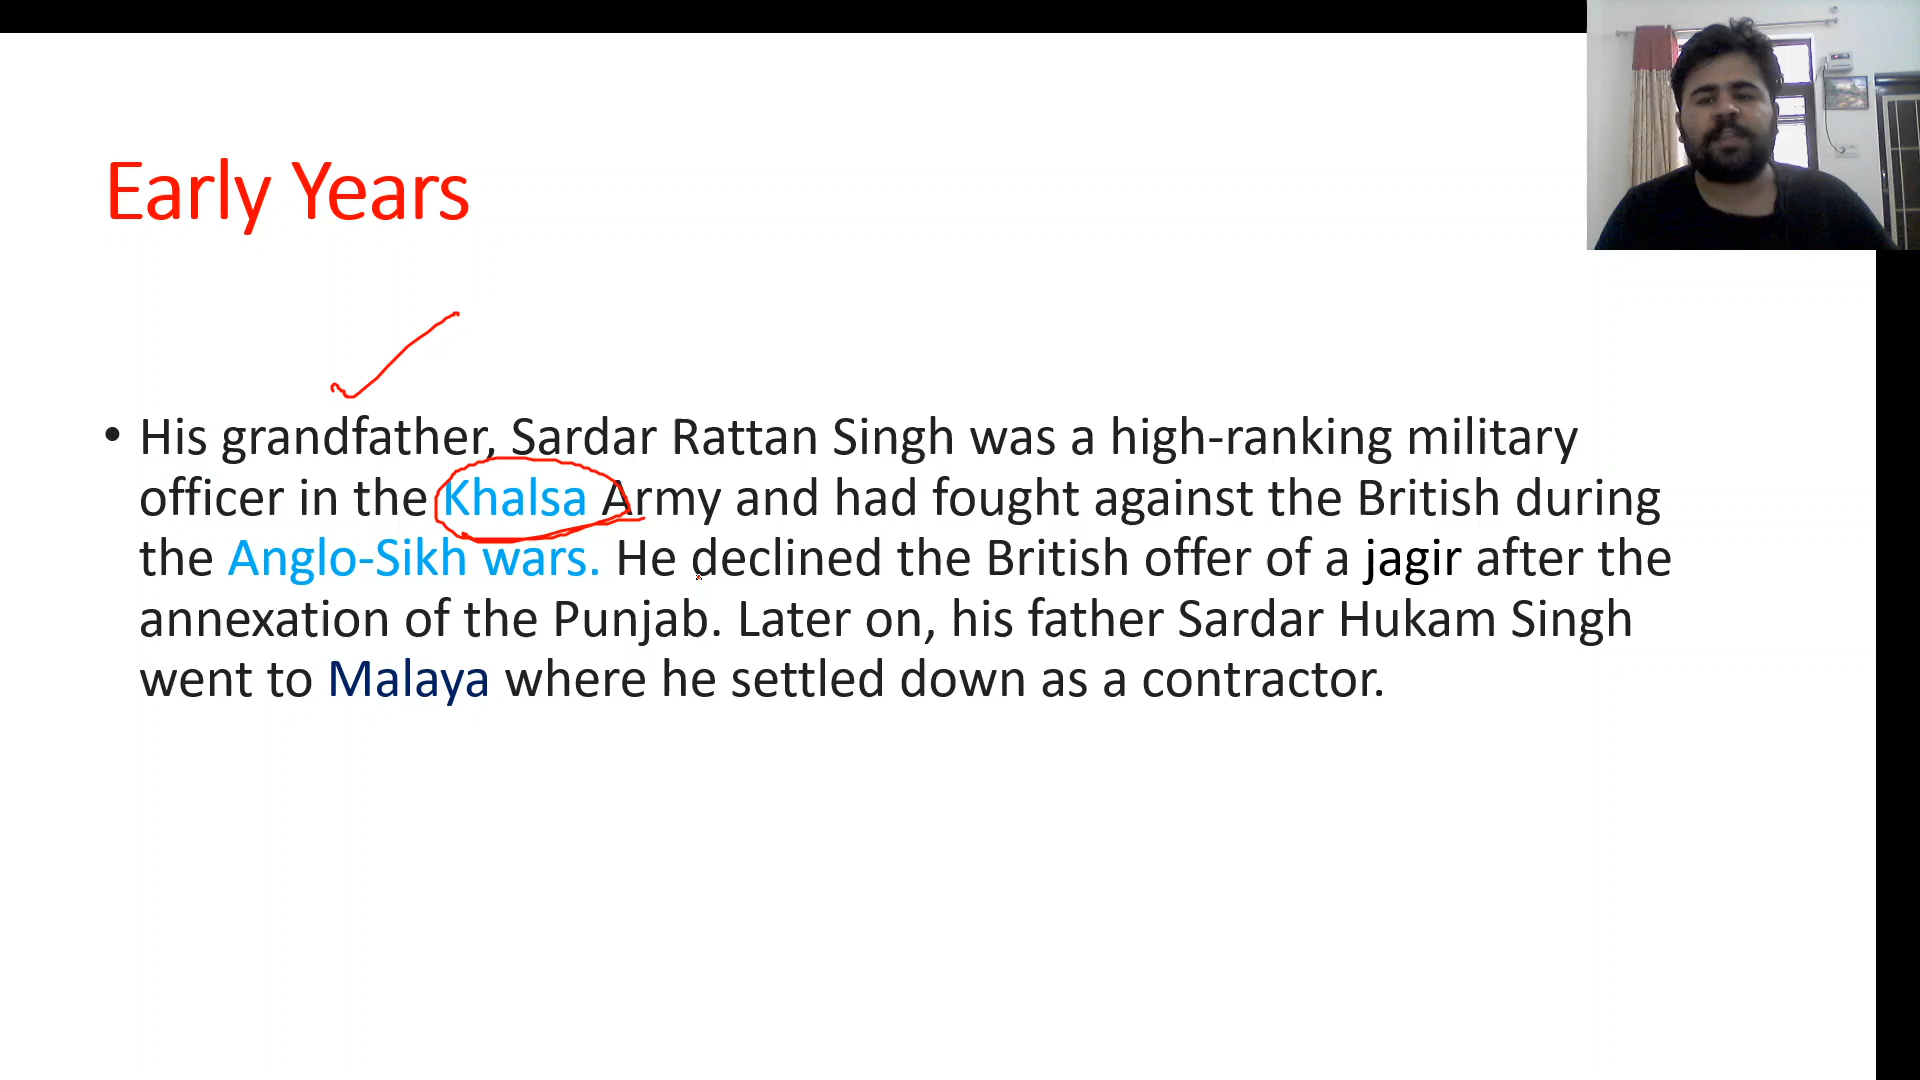 Early Years
• His grandfather, Sardar Rattan Singh was a high-ranking military
officer in the Khalsa Army and had fought against the British during
the Anglo-Sikh wars. He declined the British offer of a jagir after the
annexation of the Punjab. Later on, his father Sardar Hukam Singh
went to Malaya where he settled down as a contractor.